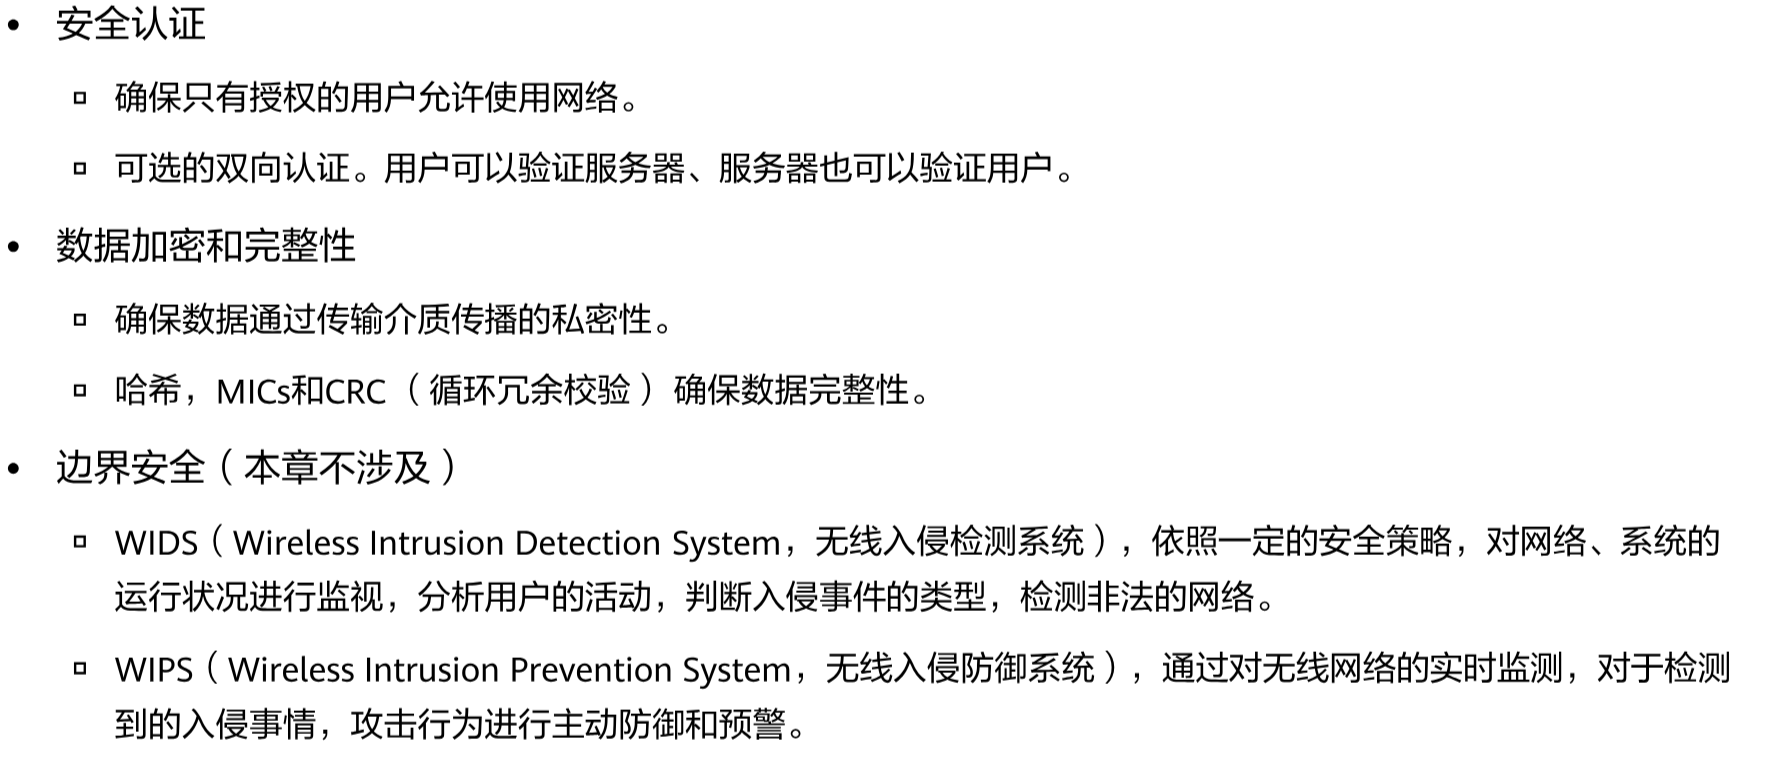 • 安全认证
▫ 确保只有授权的用户允许使用网络。
▫ 可选的双向认证。用户可以验证服务器、服务器也可以验证用户。
• 数据加密和完整性
▫ 确保数据通过传输介质传播的私密性。
▫ 哈希，MICs和CRC（循环冗余校验）确保数据完整性。
• 边界安全（本章不涉及）
▫ WIDS（Wireless Intrusion Detection System，无线入侵检测系统），依照一定的安全策略，对网络、系统的
运行状况进行监视，分析用户的活动，判断入侵事件的类型，检测非法的网络。
▫ WIPS（Wireless Intrusion Prevention System，无线入侵防御系统），通过对无线网络的实时监测，对于检测
到的入侵事情，攻击行为进行主动防御和预警。